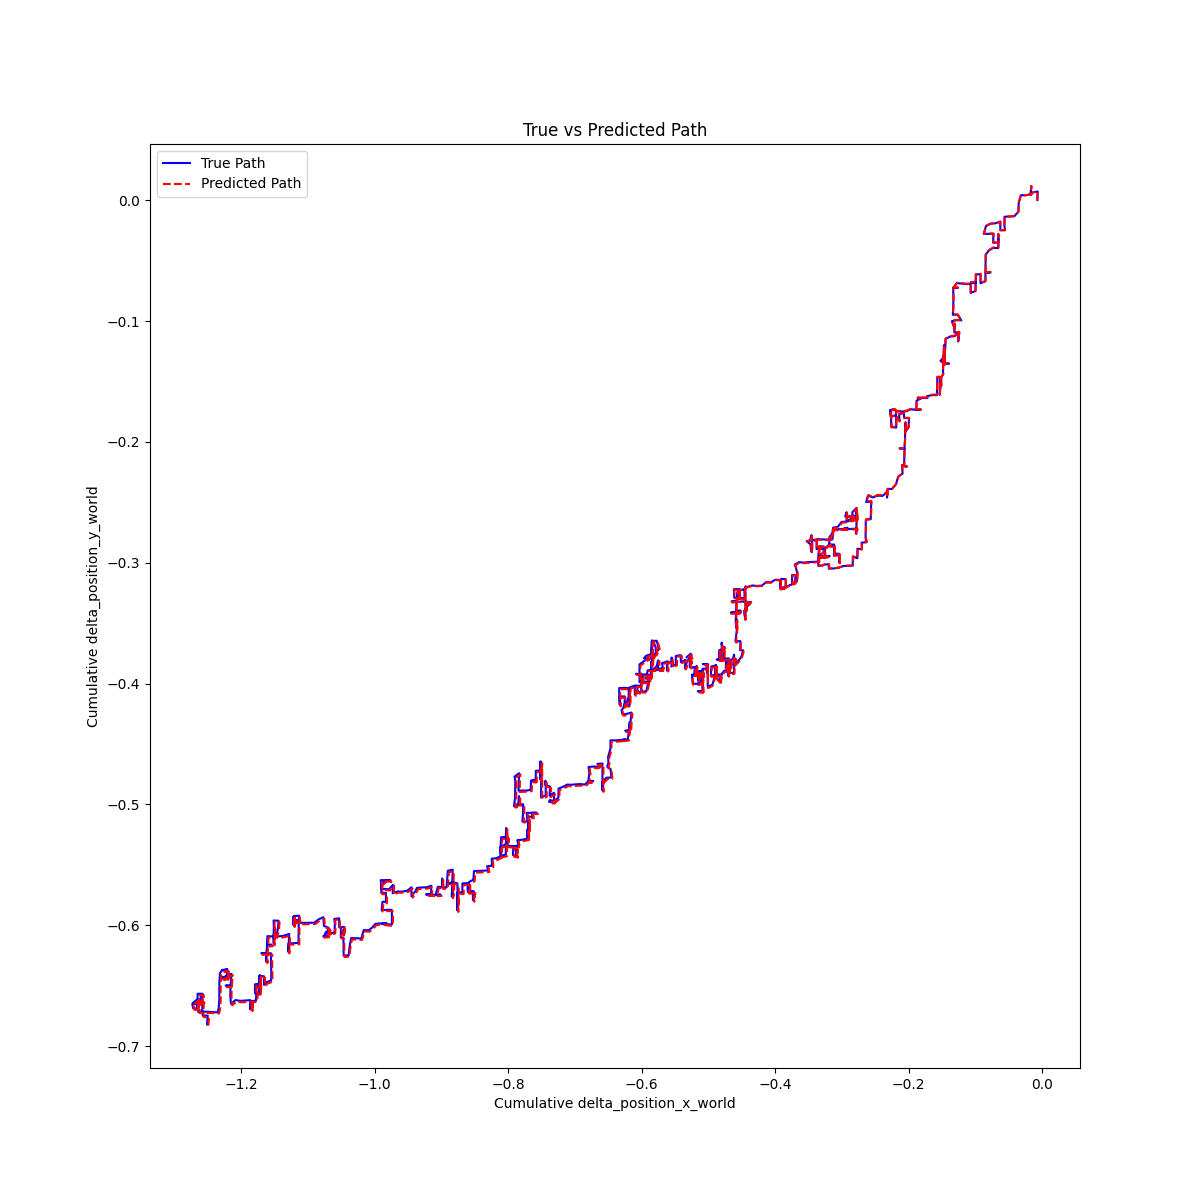 True vs Predicted Path
True Path
Predicted Path
0.0
−0.1
−0.2
−0.3
−0.4
−0.5
−0.6
−0.7
Cumulative delta_position_y_world
−1.2 −1.0 −0.8 −0.6 −0.4 −0.2 0.0
Cumulative delta_position_x_world